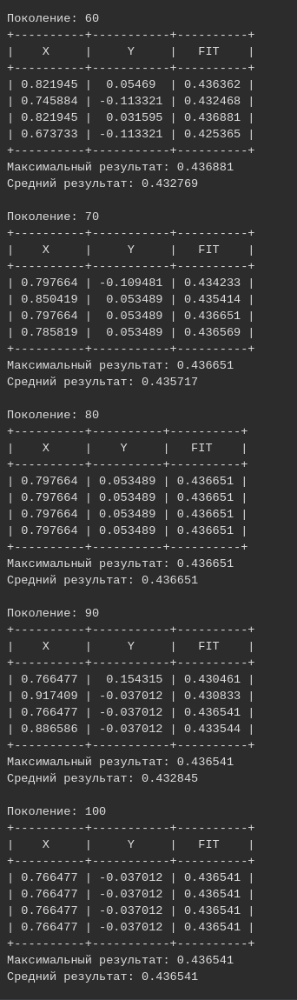 Поколение: 60
+----------+-----------+----------+
|    X     |     Y     |   FIT    |
+----------+-----------+----------+
| 0.821945 |  0.05469  | 0.436362 |
| 0.745884 | -0.113321 | 0.432468 |
| 0.821945 |  0.031595 | 0.436881 |
| 0.673733 | -0.113321 | 0.425365 |
+----------+-----------+----------+
Максимальный результат: 0.436881
Средний результат: 0.432769

Поколение: 70
+----------+-----------+----------+
|    X     |     Y     |   FIT    |
+----------+-----------+----------+
| 0.797664 | -0.109481 | 0.434233 |
| 0.850419 |  0.053489 | 0.435414 |
| 0.797664 |  0.053489 | 0.436651 |
| 0.785819 |  0.053489 | 0.436569 |
+----------+-----------+----------+
Максимальный результат: 0.436651
Средний результат: 0.435717

Поколение: 80
+----------+----------+----------+
|    X     |    Y     |   FIT    |
+----------+----------+----------+
| 0.797664 | 0.053489 | 0.436651 |
| 0.797664 | 0.053489 | 0.436651 |
| 0.797664 | 0.053489 | 0.436651 |
| 0.797664 | 0.053489 | 0.436651 |
+----------+----------+----------+
Максимальный результат: 0.436651
Средний результат: 0.436651

Поколение: 90
+----------+-----------+----------+
|    X     |     Y     |   FIT    |
+----------+-----------+----------+
| 0.766477 |  0.154315 | 0.430461 |
| 0.917409 | -0.037012 | 0.430833 |
| 0.766477 | -0.037012 | 0.436541 |
| 0.886586 | -0.037012 | 0.433544 |
+----------+-----------+----------+
Максимальный результат: 0.436541
Средний результат: 0.432845

Поколение: 100
+----------+-----------+----------+
|    X     |     Y     |   FIT    |
+----------+-----------+----------+
| 0.766477 | -0.037012 | 0.436541 |
| 0.766477 | -0.037012 | 0.436541 |
| 0.766477 | -0.037012 | 0.436541 |
| 0.766477 | -0.037012 | 0.436541 |
+----------+-----------+----------+
Максимальный результат: 0.436541
Средний результат: 0.436541